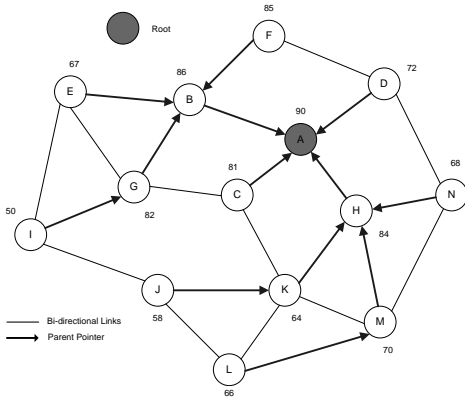 85
Root
F
67
72
86
E
D
B
90
A
81
68
G
C
N
50
82
H
I
84
J
K
58
64
M
Bi-directional Links
Parent Pointer
70
L
66